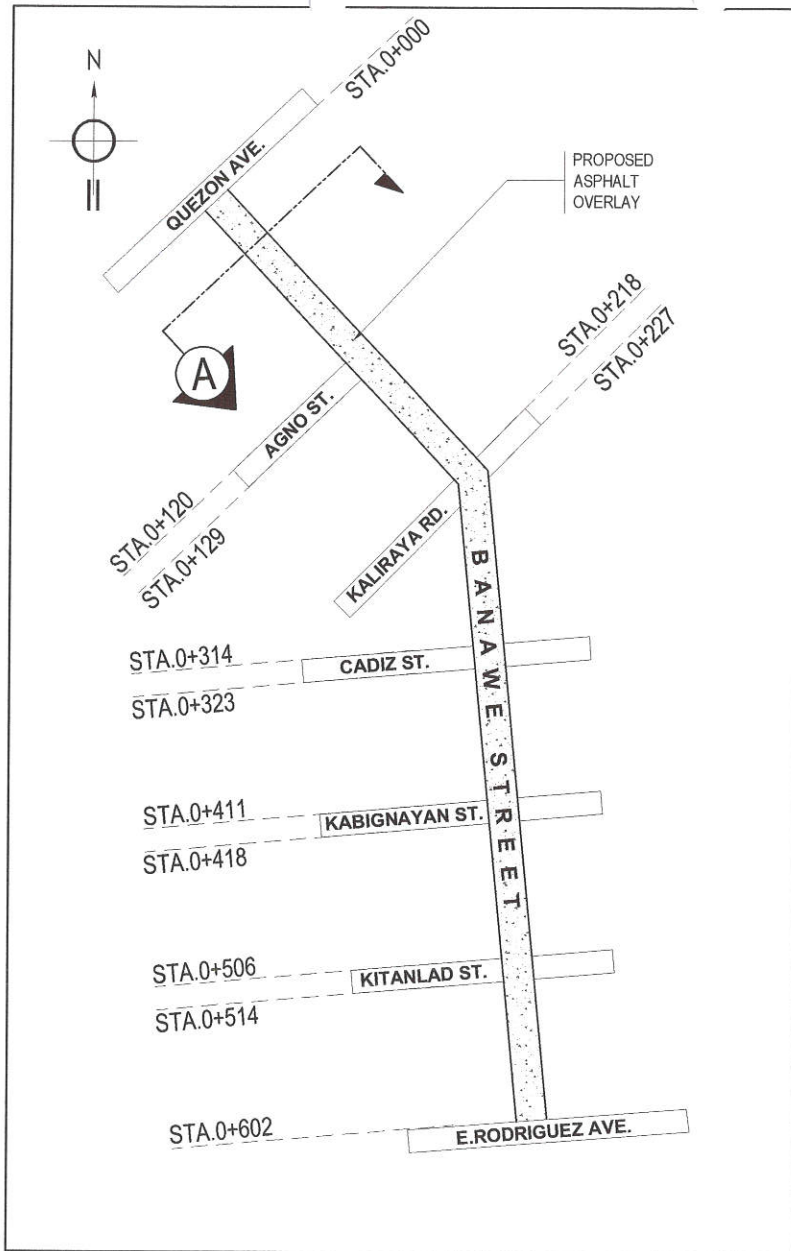 N
STA.0+000
QUEZON AVE.
PROPOSED
ASPHALT
OVERLAY
A
STA.0+218
STA.0+227
AGNO ST.
STA.0+120
STA.0+129
KALIRAYA RD.
BANAWE STREET
STA.0+314
CADIZ ST.
STA.0+323
STA.0+411
KABIGNAYAN ST.
STA.0+418
STA.0+506
KITANLAD ST.
STA.0+514
STA.0+602
E.RODRIGUEZ AVE.